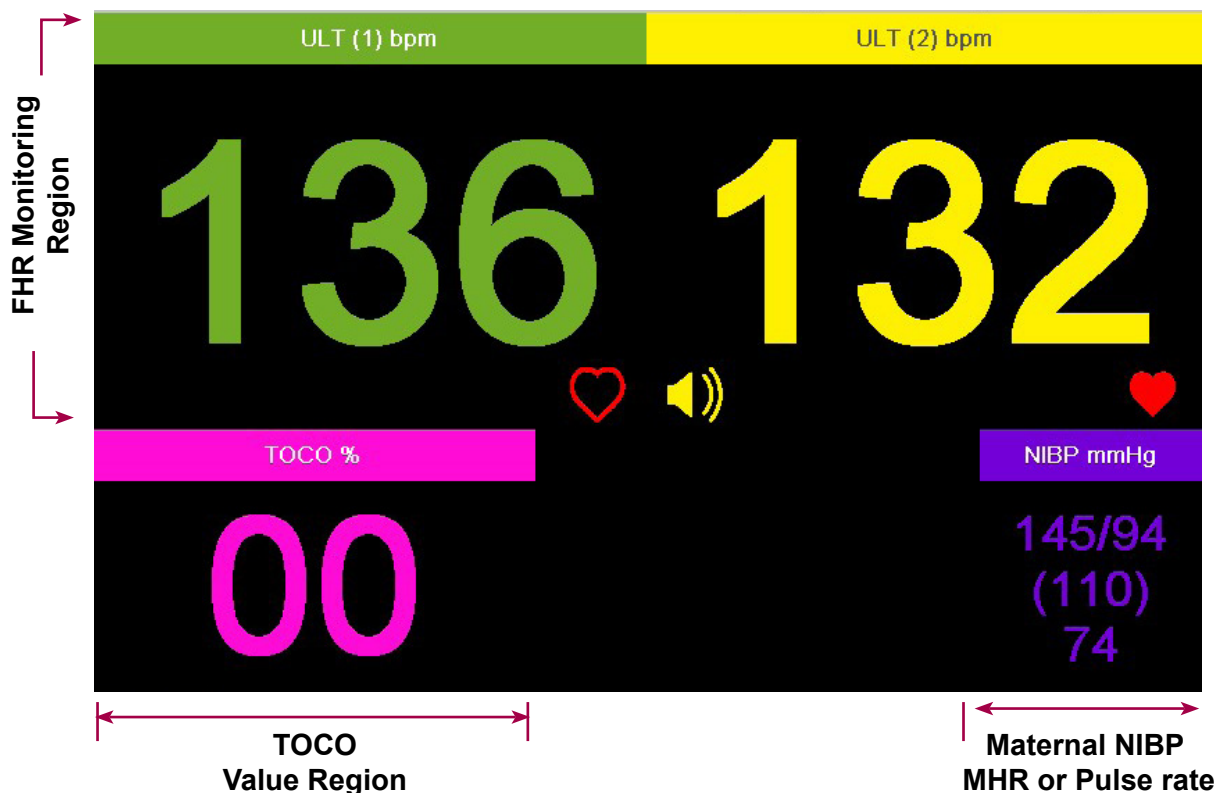 FHR Monitoring
Region
ULT (1) bpm
ULT (2) bpm
136
132
TOCO %
NIBP mmHg
00
145/94
(110)
74
TOCO
Value Region
Maternal NIBP
MHR or Pulse rate